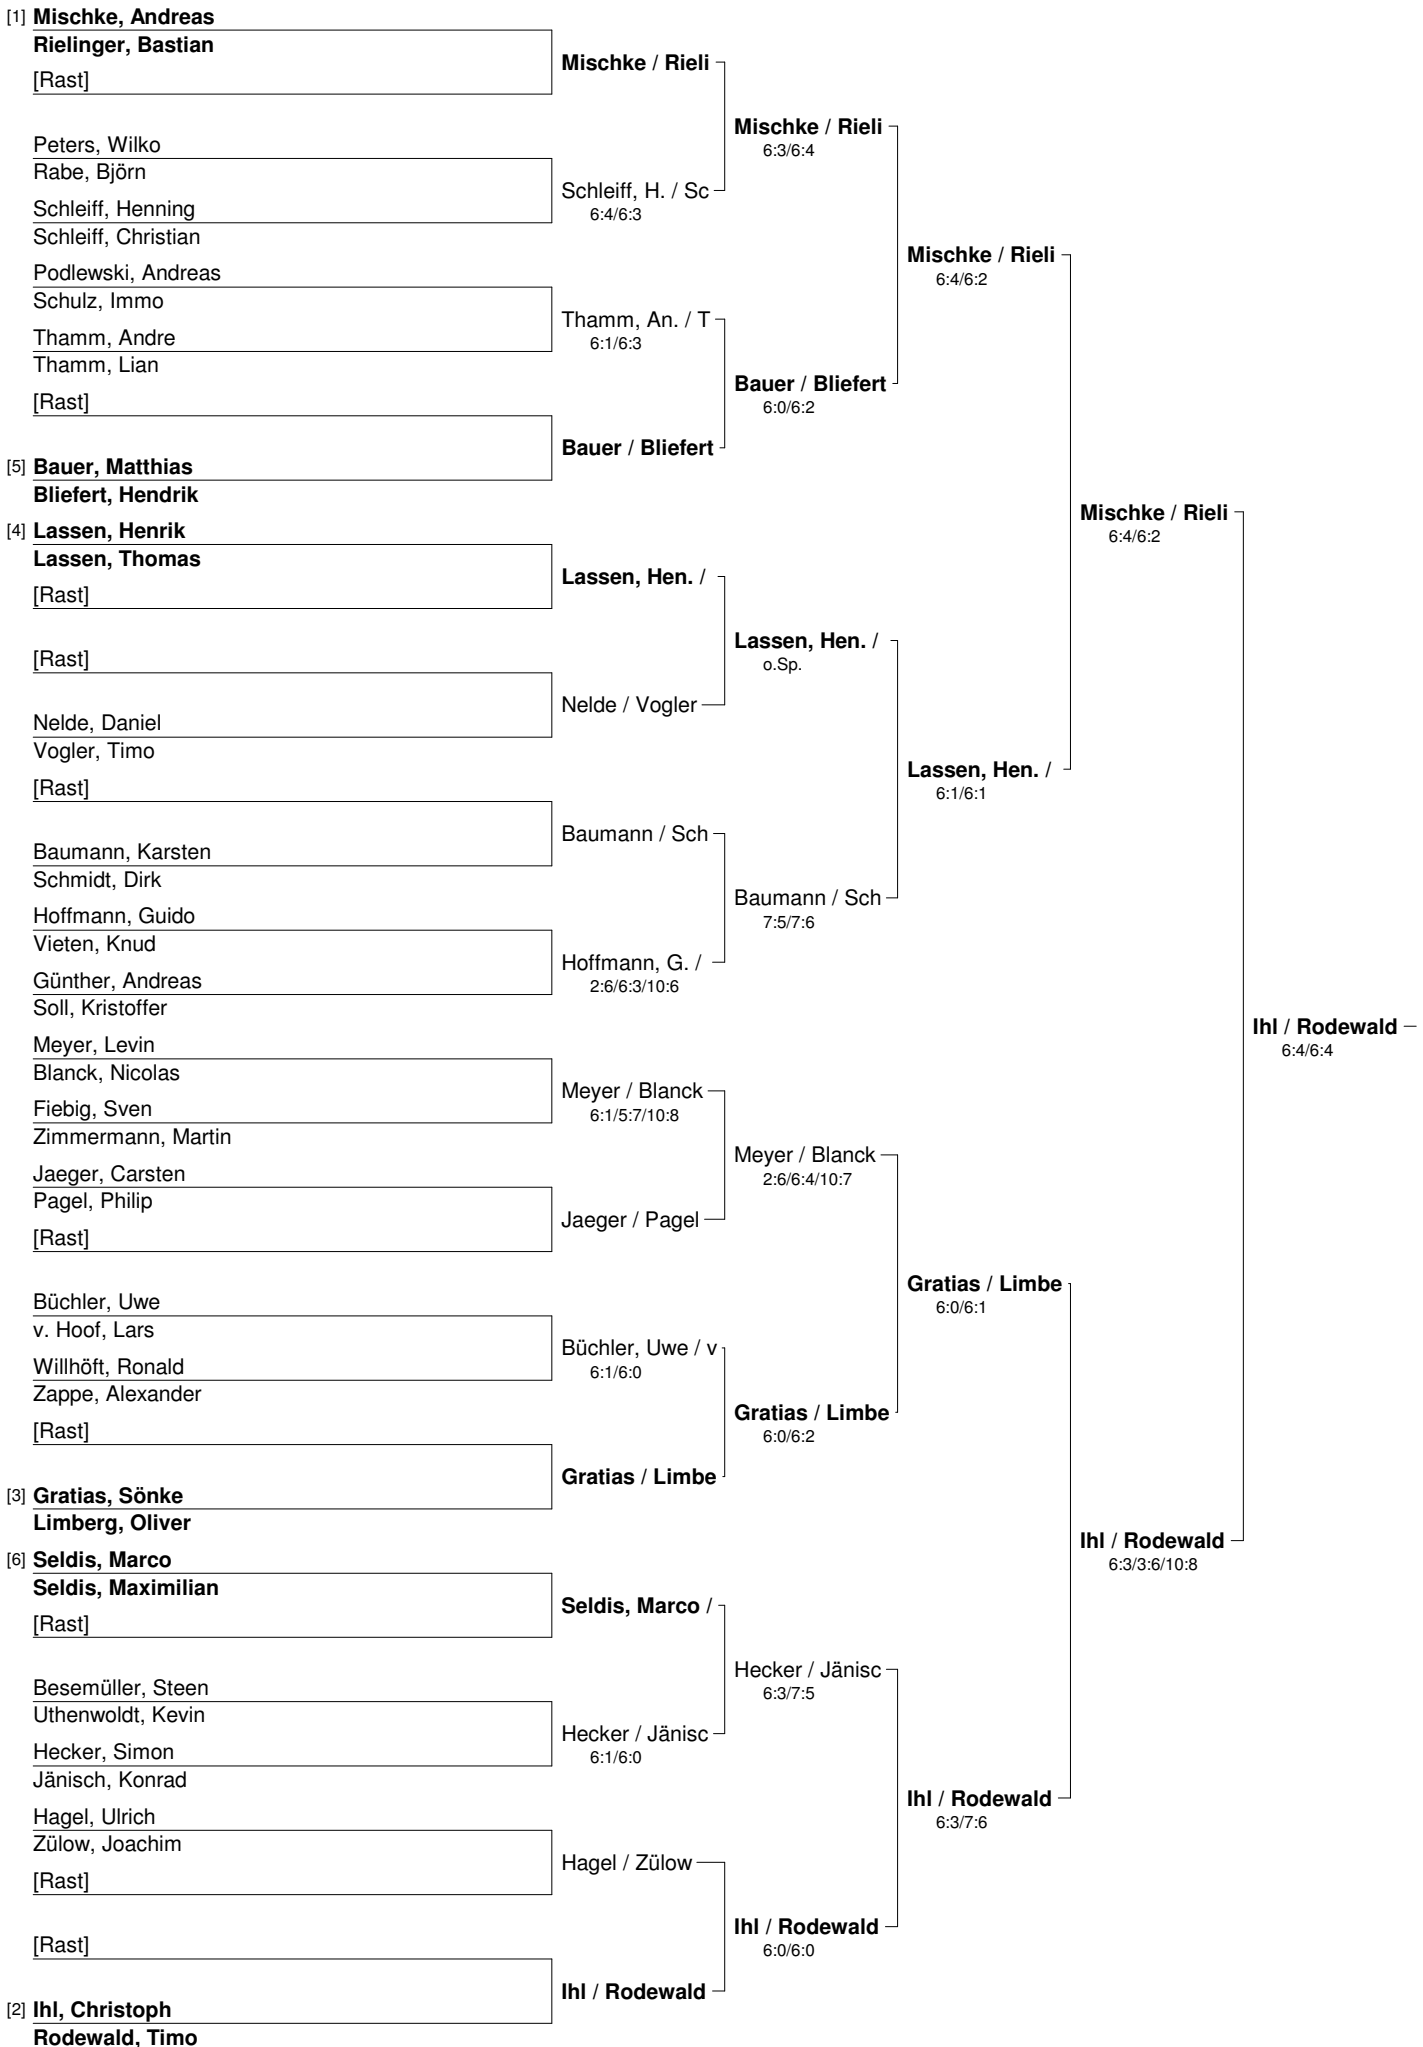 [1] Mischke, Andreas
Rielinger, Bastian
Mischke / Rieli
[Rast]
Mischke / Rieli
6:3/6:4
Peters, Wilko
Rabe, Björn
Schleiff, H. / Sc
6:4/6:3
Schleiff, Henning
Schleiff, Christian
Mischke / Rieli
6:4/6:2
Podlewski, Andreas
Schulz, Immo
Thamm, An. / T
6:1/6:3
Thamm, Andre
Thamm, Lian
Bauer / Bliefert
6:0/6:2
[Rast]
Bauer / Bliefert
[5] Bauer, Matthias
Bliefert, Hendrik
Mischke / Rieli
6:4/6:2
[4] Lassen, Henrik
Lassen, Thomas
Lassen, Hen. /
[Rast]
Lassen, Hen. /
o.Sp.
[Rast]
Nelde / Vogler
Nelde, Daniel
Vogler, Timo
Lassen, Hen. /
6:1/6:1
[Rast]
Baumann / Sch
Baumann, Karsten
Schmidt, Dirk
Baumann / Sch
7:5/7:6
Hoffmann, Guido
Vieten, Knud
Hoffmann, G. /
2:6/6:3/10:6
Günther, Andreas
Soll, Kristoffer
Ihl / Rodewald
6:4/6:4
Meyer, Levin
Blanck, Nicolas
Meyer / Blanck
6:1/5:7/10:8
Fiebig, Sven
Zimmermann, Martin
Meyer / Blanck
2:6/6:4/10:7
Jaeger, Carsten
Pagel, Philip
Jaeger / Pagel
[Rast]
Gratias / Limbe
6:0/6:1
Büchler, Uwe
v. Hoof, Lars
Büchler, Uwe / v
6:1/6:0
Willhöft, Ronald
Zappe, Alexander
Gratias / Limbe
6:0/6:2
[Rast]
Gratias / Limbe
[3] Gratias, Sönke
Limberg, Oliver
Ihl / Rodewald
6:3/3:6/10:8
[6] Seldis, Marco
Seldis, Maximilian
Seldis, Marco /
[Rast]
Hecker / Jänisc
6:3/7:5
Besemüller, Steen
Uthenwoldt, Kevin
Hecker / Jänisc
6:1/6:0
Hecker, Simon
Jänisch, Konrad
Ihl / Rodewald
6:3/7:6
Hagel, Ulrich
Zülow, Joachim
Hagel / Zülow
[Rast]
Ihl / Rodewald
6:0/6:0
[Rast]
Ihl / Rodewald
[2] Ihl, Christoph
Rodewald, Timo